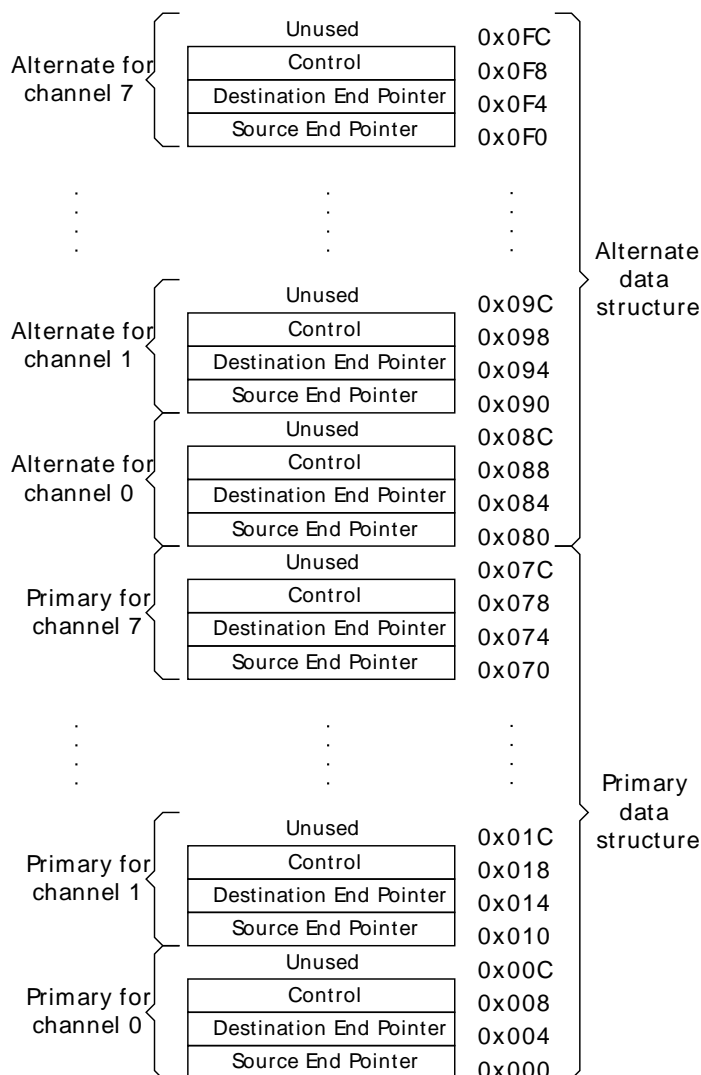 Unused 0x0FC
Alternate for channel 7
Control 0x0F8
Destination End Pointer 0x0F4
Source End Pointer 0x0F0
Alternate data structure
Unused 0x09C
Alternate for channel 1
Control 0x098
Destination End Pointer 0x094
Source End Pointer 0x090
Unused 0x08C
Alternate for channel 0
Control 0x088
Destination End Pointer 0x084
Source End Pointer 0x080
Unused 0x07C
Primary for channel 7
Control 0x078
Destination End Pointer 0x074
Source End Pointer 0x070
Primary data structure
Unused 0x01C
Primary for channel 1
Control 0x018
Destination End Pointer 0x014
Source End Pointer 0x010
Unused 0x00C
Primary for channel 0
Control 0x008
Destination End Pointer 0x004
Source End Pointer 0x000